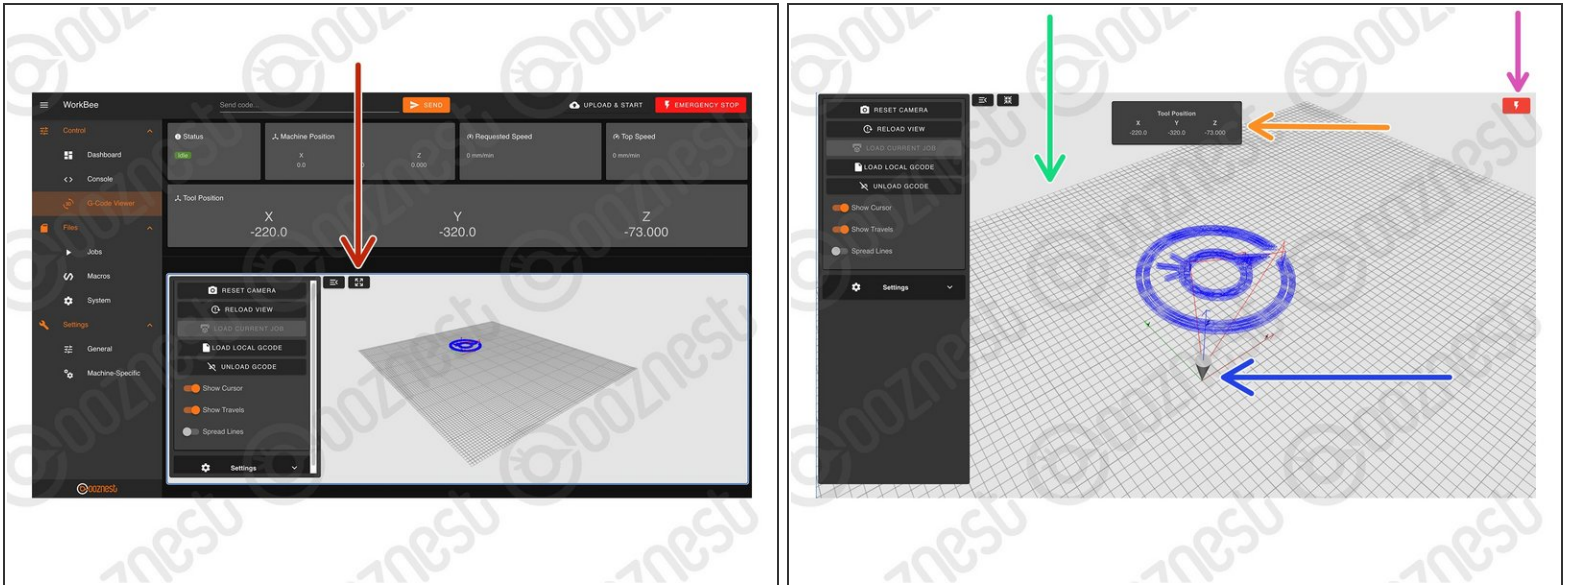 WorkBee
Send code...
SEND
UPLOAD & START
EMERGENCY STOP
Control
Dashboard
Console
G-Code Viewer
Files
Jobs
Macros
System
Settings
General
Machine-Specific
ooznest
Status
Idle
Machine Position
X
Z
0.0
0
0.000
Requested Speed
0 mm/min
Top Speed
0 mm/min
Tool Position
X
Y
Z
-220.0
-320.0
-73.000
RESET CAMERA
RELOAD VIEW
LOAD CURRENT JOB
LOAD LOCAL GCODE
UNLOAD GCODE
Show Cursor
Show Travels
Spread Lines
Settings
RESET CAMERA
RELOAD VIEW
LOAD CURRENT JOB
LOAD LOCAL GCODE
UNLOAD GCODE
Show Cursor
Show Travels
Spread Lines
Settings
Tool Position
X Y Z
-220.0 -320.0 -73.000